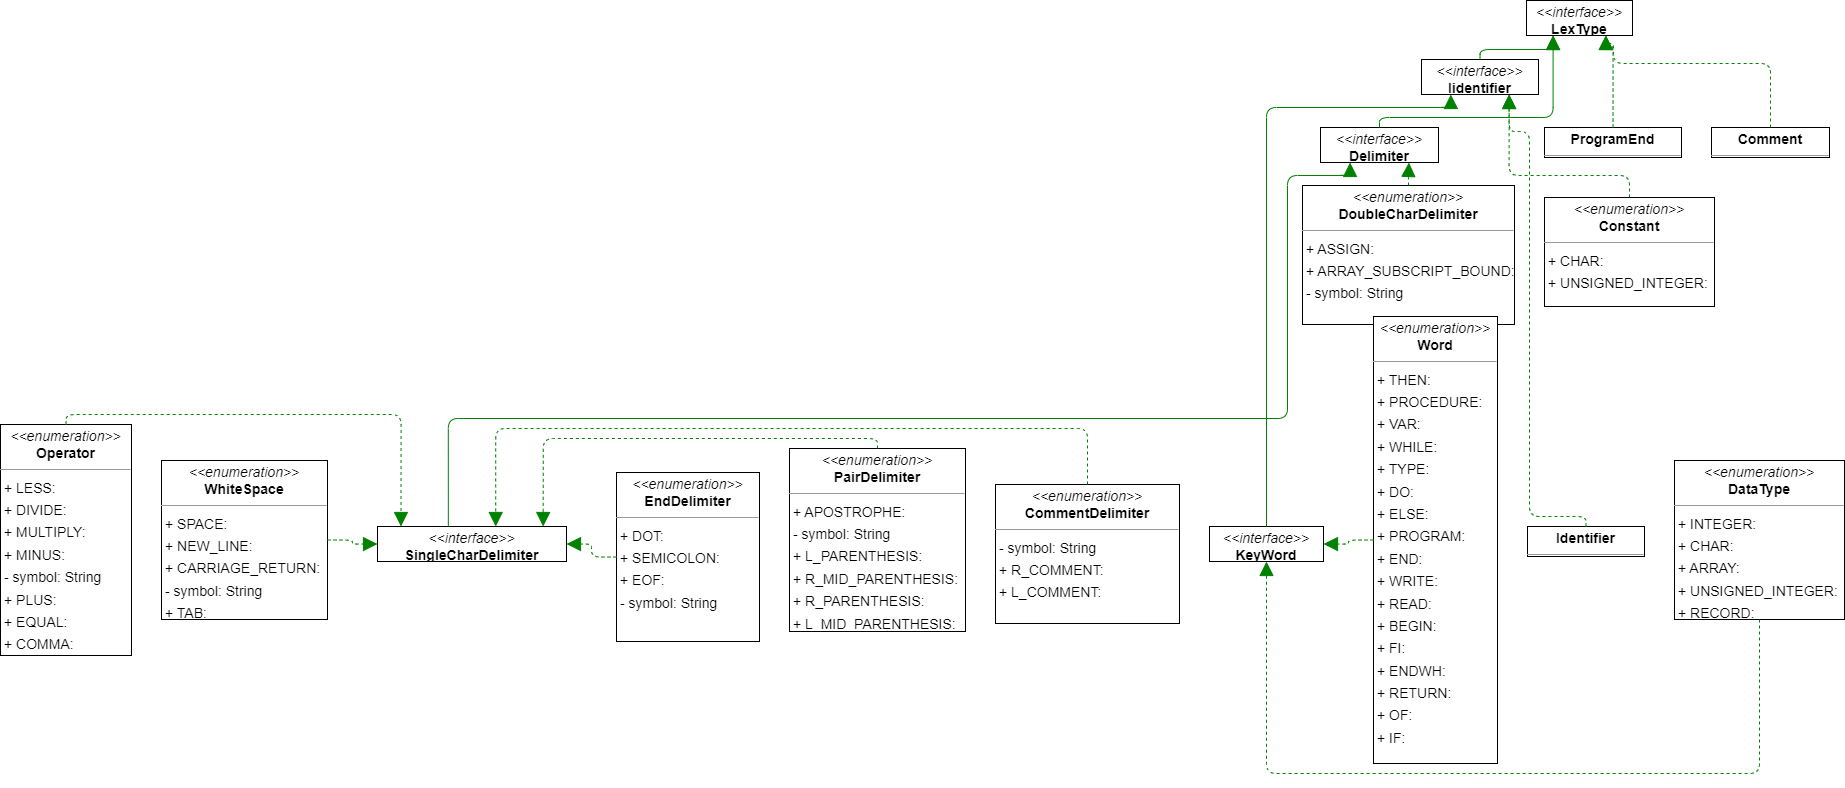 <<interface>>
LexType
<<interface>>
Iidentifier
<<interface>>
Delimiter
ProgramEnd
Comment
<<enumeration>>
DoubleCharDelimiter
+ ASSIGN:
+ ARRAY_SUBSCRIPT_BOUND:
- symbol: String
<<enumeration>>
Constant
+ CHAR:
+ UNSIGNED_INTEGER:
<<enumeration>>
Word
+ THEN:
+ PROCEDURE:
+ VAR:
+ WHILE:
+ TYPE:
+ DO:
+ ELSE:
+ PROGRAM:
+ END:
+ WRITE:
+ READ:
+ BEGIN:
+ FI:
+ ENDWH:
+ RETURN:
+ OF:
+ IF:
<<enumeration>>
Operator
+ LESS:
+ DIVIDE:
+ MULTIPLY:
+ MINUS:
- symbol: String
+ PLUS:
+ EQUAL:
+ COMMA:
<<enumeration>>
WhiteSpace
+ SPACE:
+ NEW_LINE:
+ CARRIAGE_RETURN:
- symbol: String
+ TAB:
<<interface>>
SingleCharDelimiter
<<enumeration>>
EndDelimiter
+ DOT:
+ SEMICOLON:
+ EOF:
- symbol: String
<<enumeration>>
PairDelimiter
+ APOSTROPHE:
- symbol: String
+ L_PARENTHESIS:
+ R_MID_PARENTHESIS:
+ R_PARENTHESIS:
+ L_MID_PARENTHESIS:
<<enumeration>>
CommentDelimiter
- symbol: String
+ R_COMMENT:
+ L_COMMENT:
<<interface>>
KeyWord
Identifier
<<enumeration>>
DataType
+ INTEGER:
+ CHAR:
+ ARRAY:
+ UNSIGNED_INTEGER:
+ RECORD: